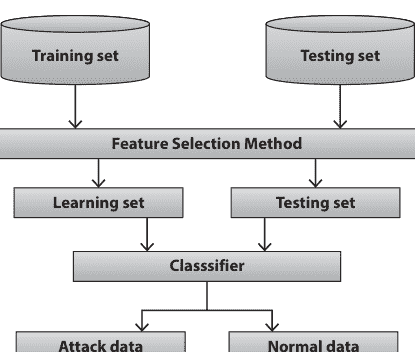 Training set
Testing set
Feature Selection Method
Learning set
Testing set
Classsifier
Attack data
Normal data